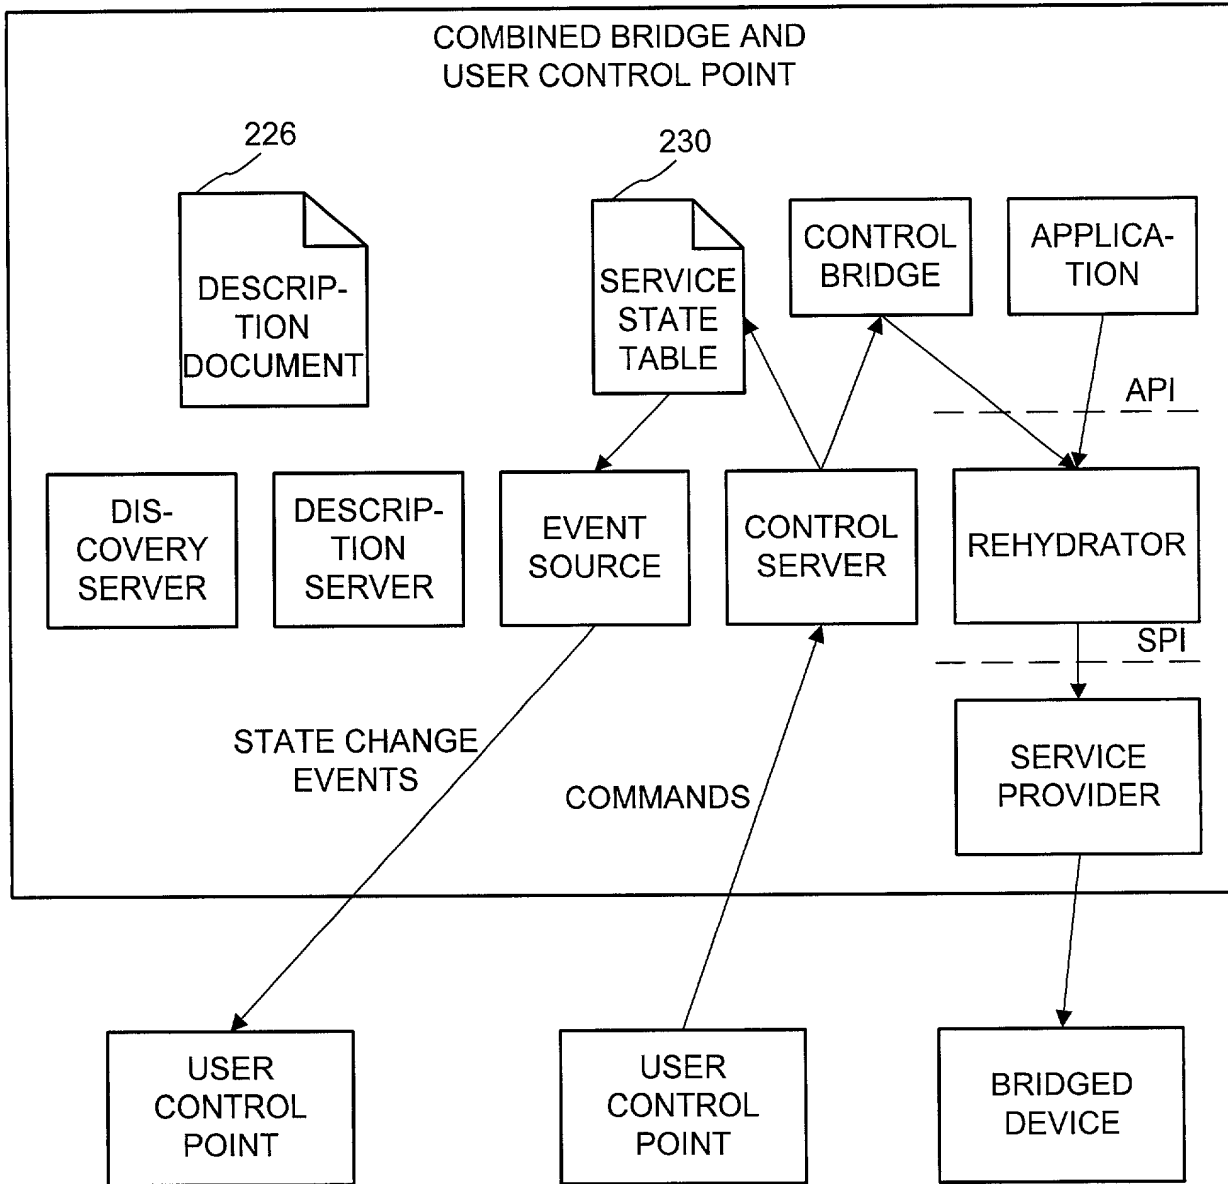 COMBINED BRIDGE AND
USER CONTROL POINT
226
230
DESCRIP-
TION
DOCUMENT
SERVICE
STATE
TABLE
CONTROL
BRIDGE
APPLICA-
TION
API
DIS-
COVERY
SERVER
DESCRIP-
TION
SERVER
EVENT
SOURCE
CONTROL
SERVER
REHYDRATOR
SPI
STATE CHANGE
EVENTS
COMMANDS
SERVICE
PROVIDER
USER
CONTROL
POINT
USER
CONTROL
POINT
BRIDGED
DEVICE